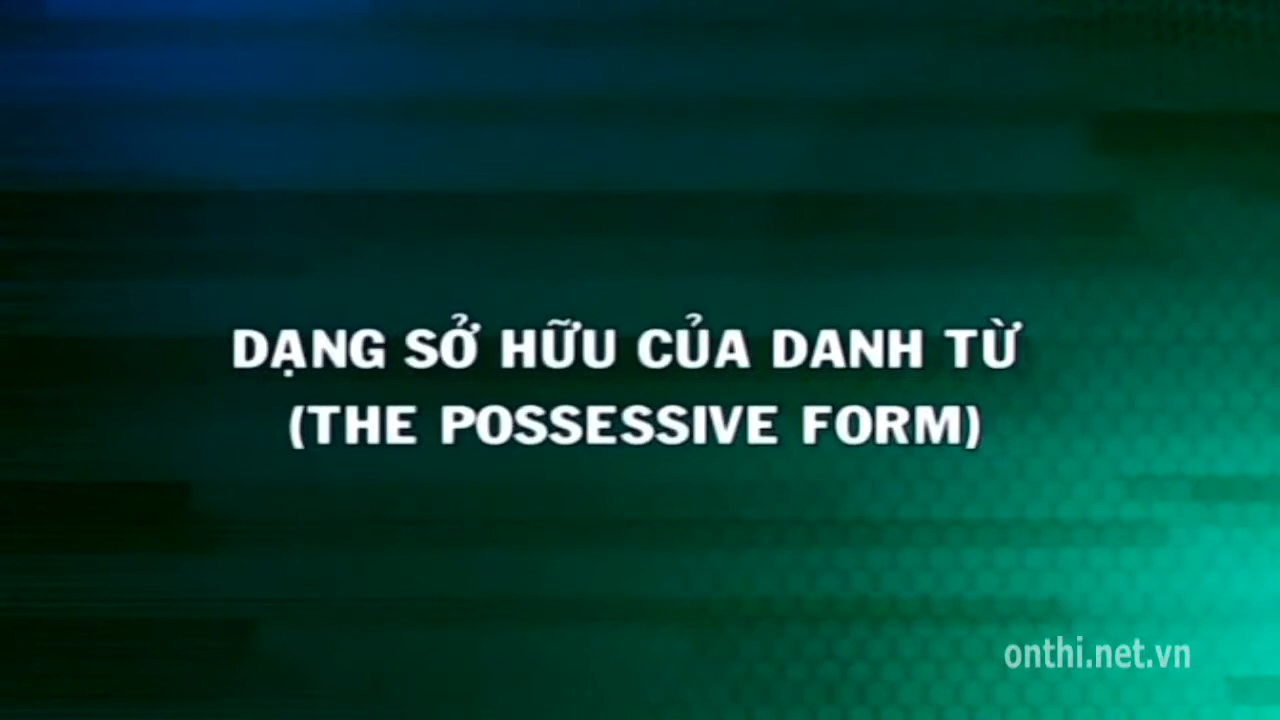 DẠNG SỞ HỮU CỦA DANH TỪ
(THE POSSESSIVE FORM)
onthi.net.vn